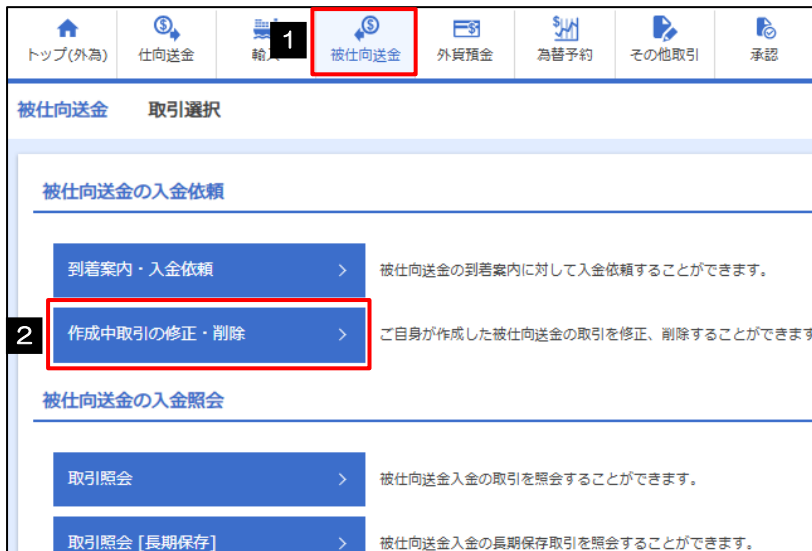 トップ(外為) 仕向送金 輸入 1 被仕向送金 外貨預金 為替予約 その他取引 承認
被仕向送金 取引選択
被仕向送金の入金依頼
到着案内・入金依頼 > 被仕向送金の到着案内に対して入金依頼することができます。
2 作成中取引の修正・削除 > ご自身が作成した被仕向送金の取引を修正、削除することができます
被仕向送金の入金照会
取引照会 > 被仕向送金入金の取引を照会することができます。
取引照会 [長期保存] > 被仕向送金入金の長期保存取引を照会することができます。